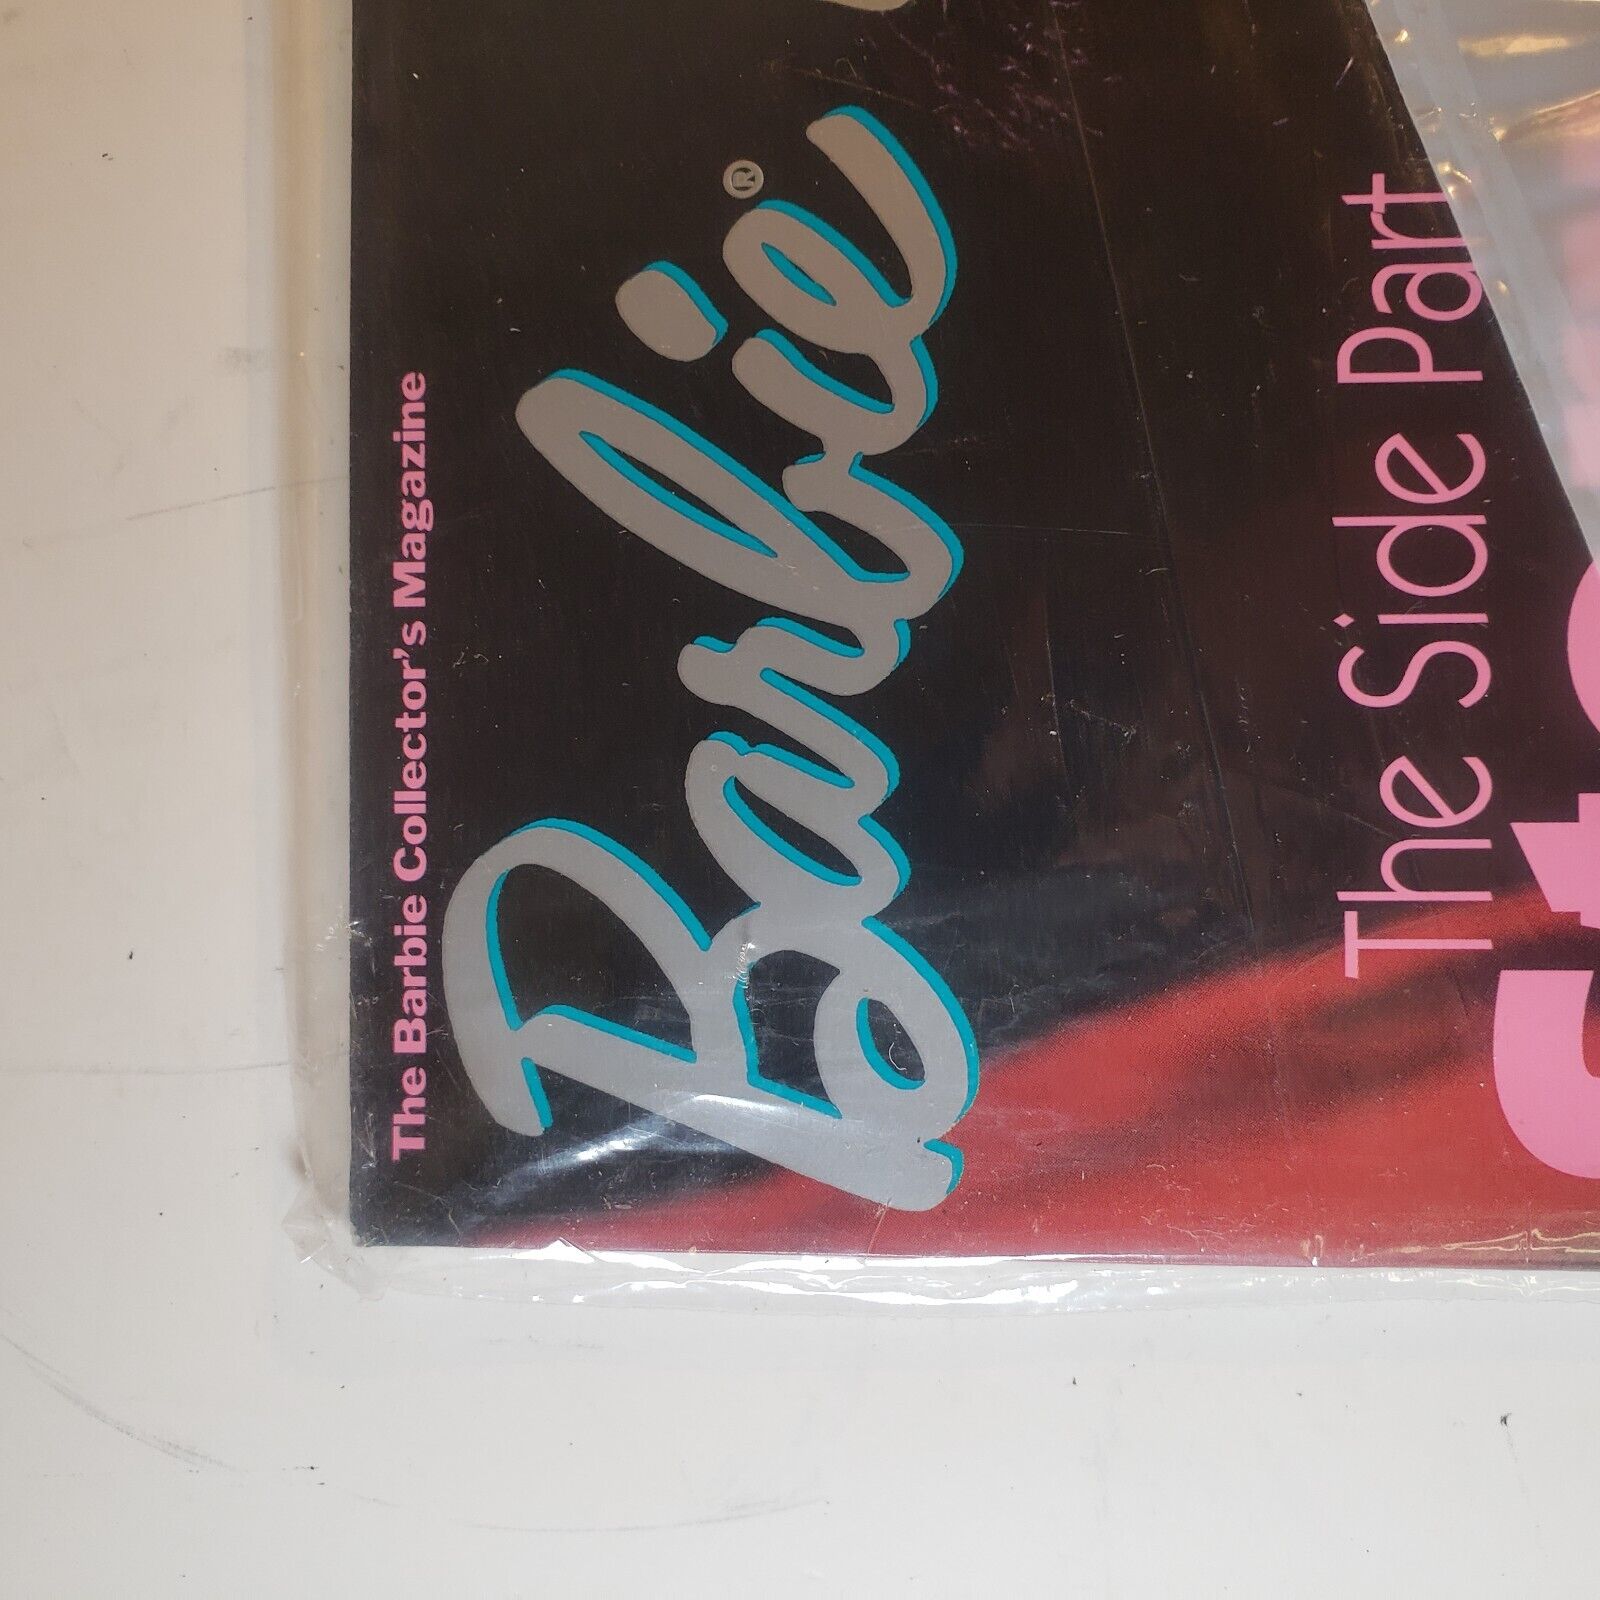 The Barbie Collector's Magazine
Barbie®
The Side Part